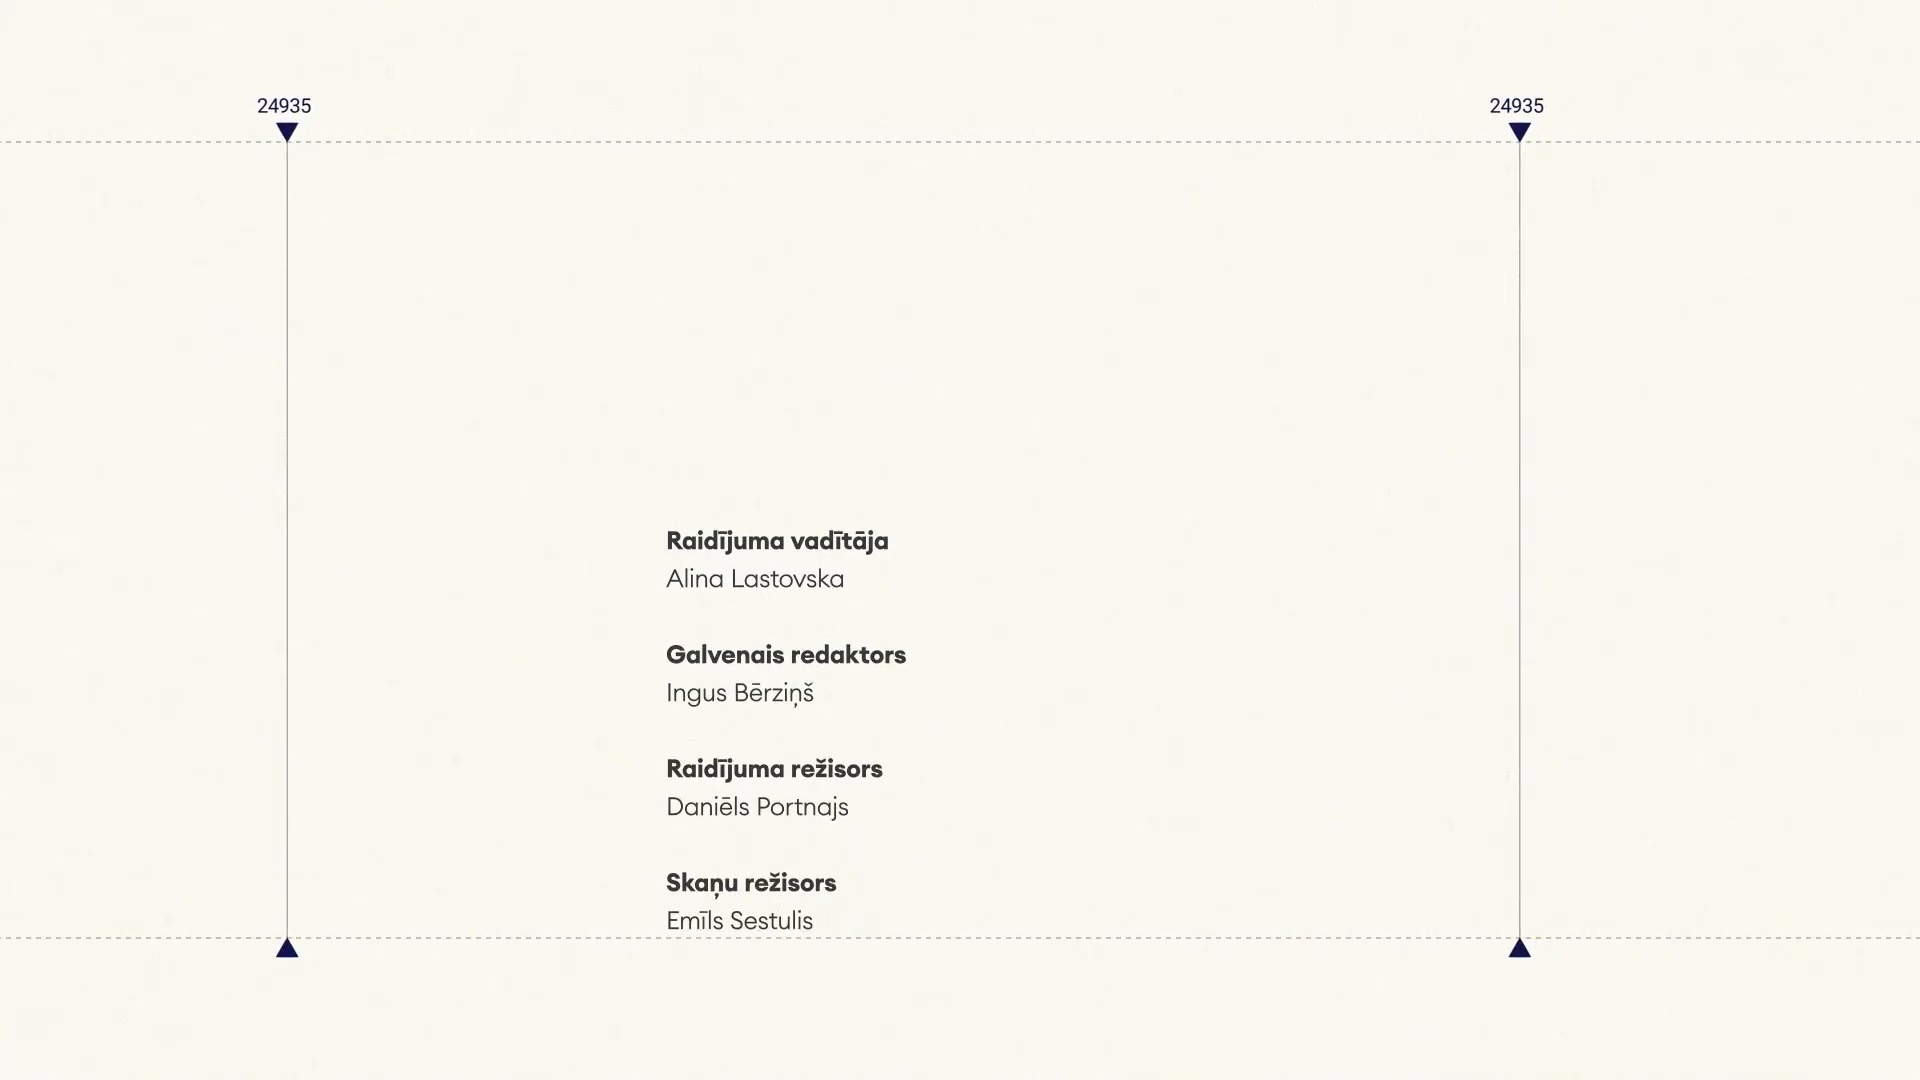 24935
24935
Raidījuma vadītāja
Alina Lastovska
Galvenais redaktors
Ingus Bērziņš
Raidījuma režisors
Daniēls Portnajs
Skaņu režisors
Emīls Sestulis